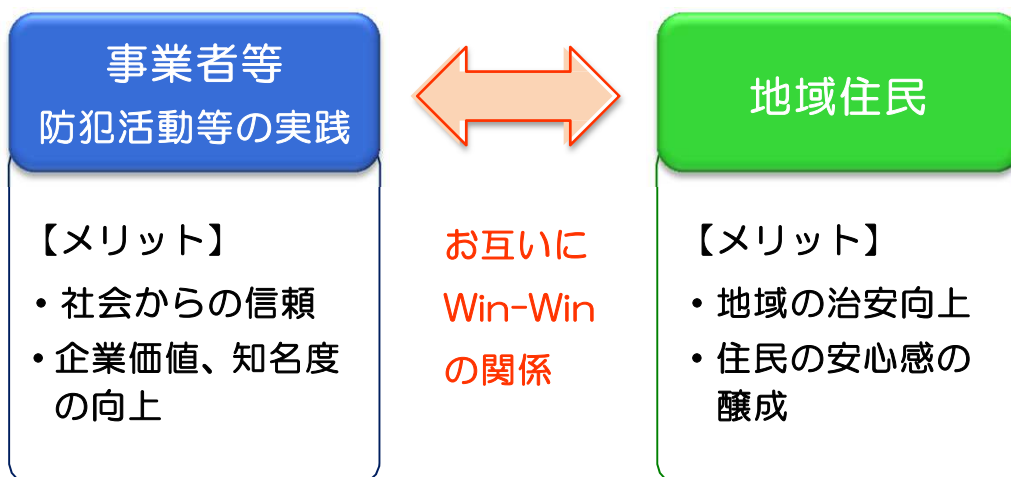 事業者等
防犯活動等の実践
【メリット】
・社会からの信頼
・企業価値、知名度
の向上
お互いに
Win-Win
の関係
地域住民
【メリット】
・地域の治安向上
・住民の安心感の
醸成